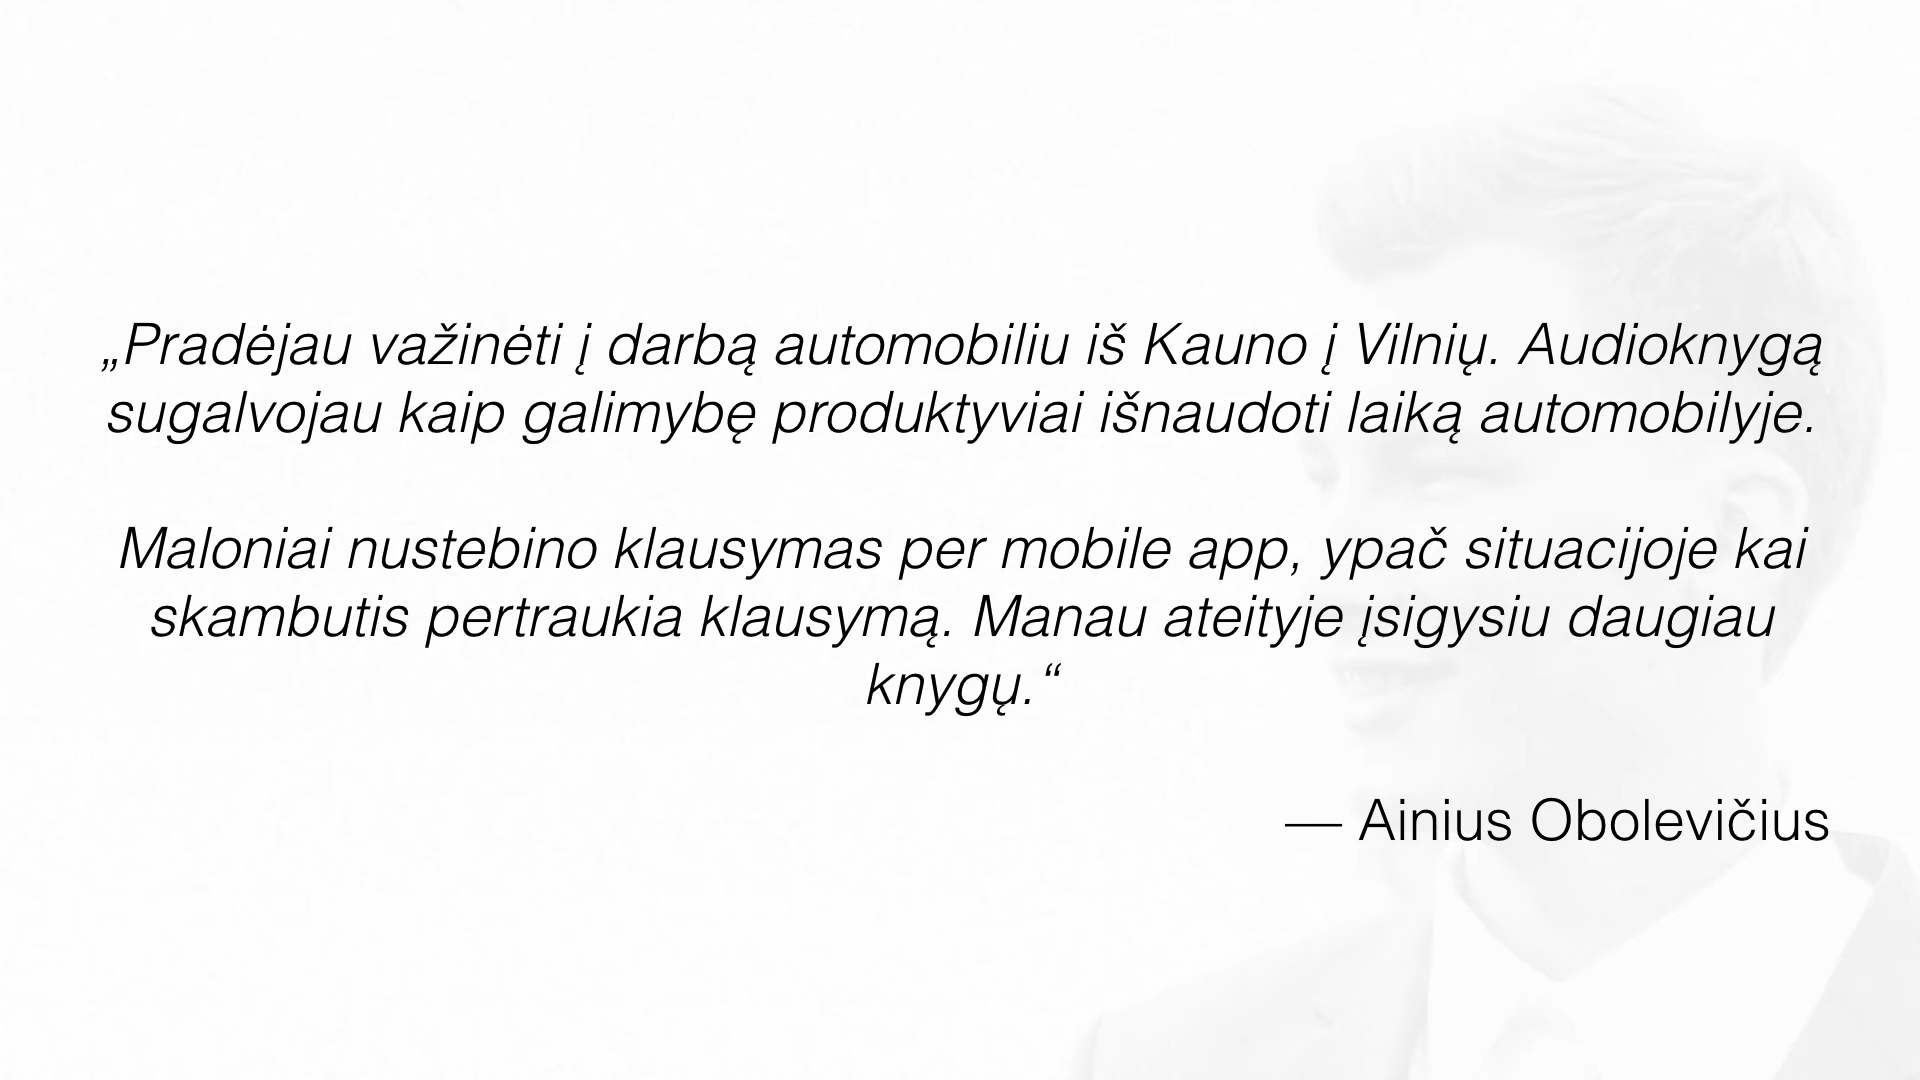 „Pradėjau važinėti į darbą automobiliu iš Kauno į Vilnių. Audioknygą
sugalvojau kaip galimybę produktyviai išnaudoti laiką automobilyje.
Maloniai nustebino klausymas per mobile app, ypač situacijoje kai
skambutis pertraukia klausymą. Manau ateityje įsigysiu daugiau
knygų.“
— Ainius Obolevičius